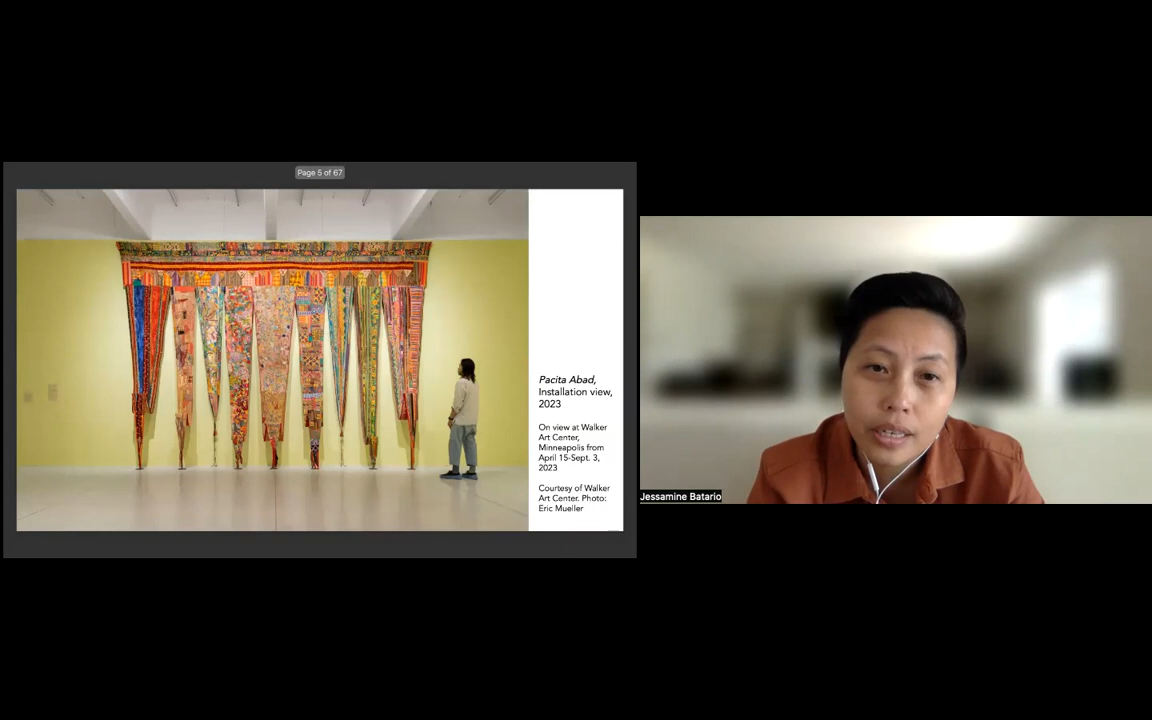 Page 5 of 67
Pacita Abad,
Installation view,
2023
On view at Walker
Art Center,
Minneapolis from
April 15-Sept. 3,
2023
Courtesy of Walker
Art Center. Photo:
Eric Mueller
Jessamine Batario